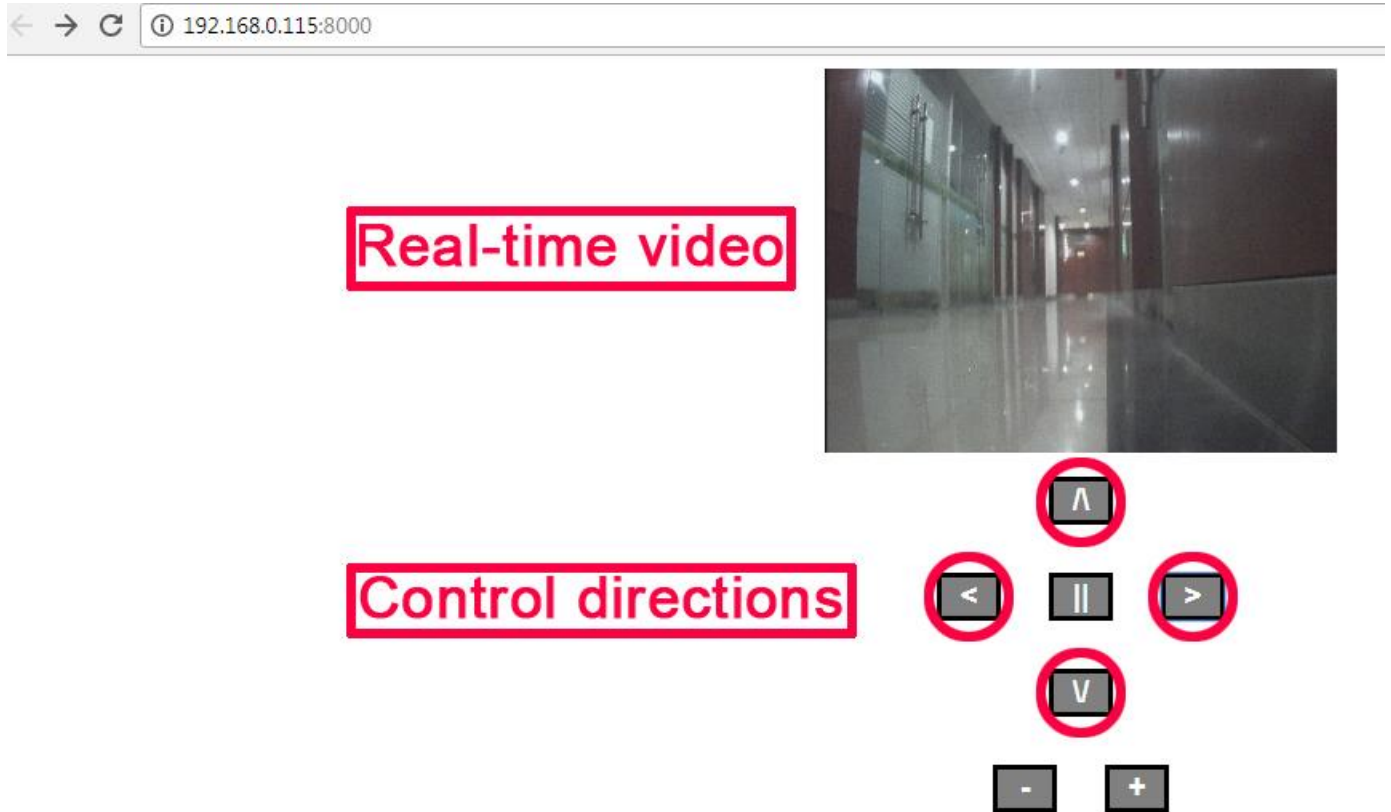 192.168.0.115:8000
Real-time video
/\
Control directions
< || >
\/
- +